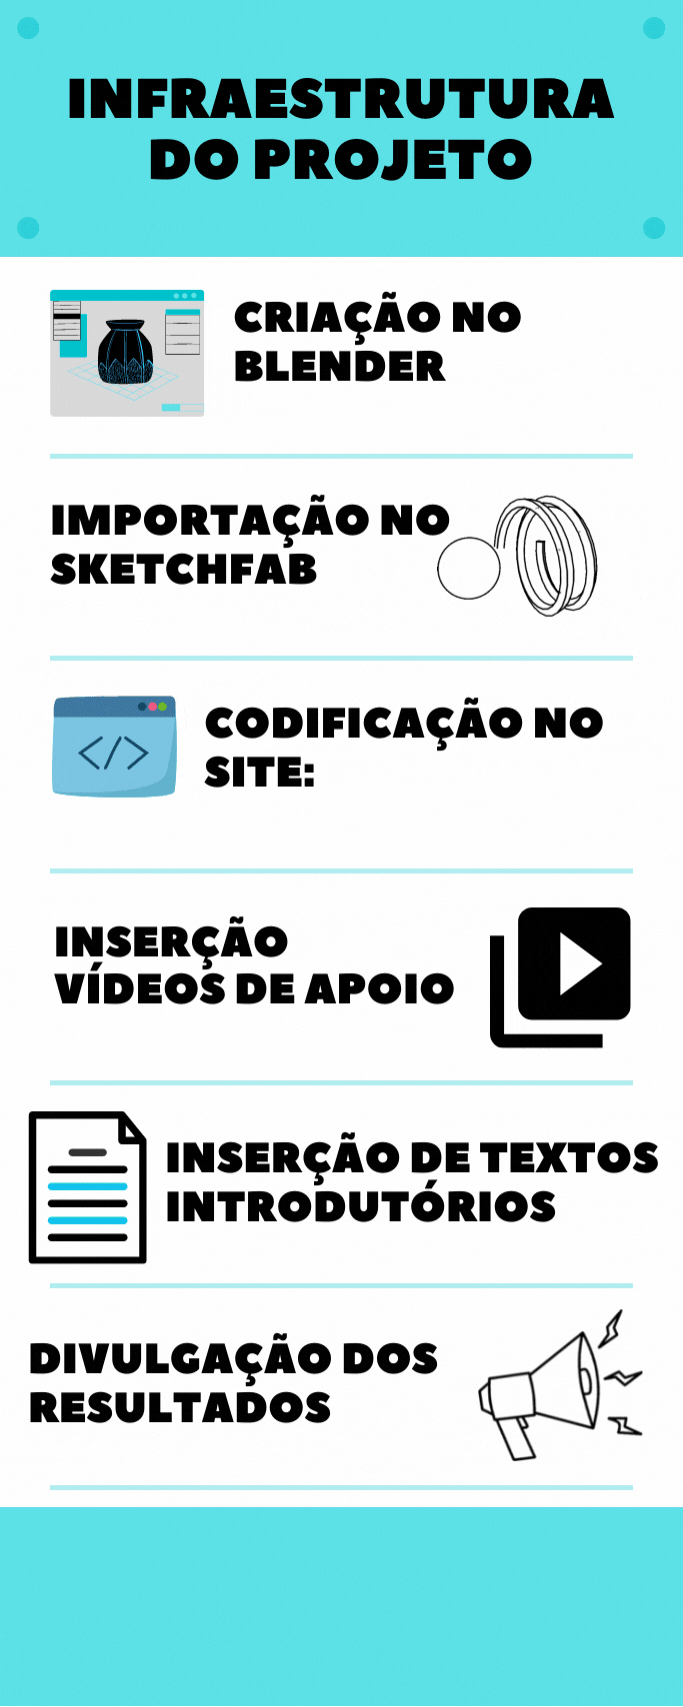 INFRAESTRUTURA
DO PROJETO
CRIAÇÃO NO
BLENDER
IMPORTAÇÃO NO
SKETCHFAB
</>
CODIFICAÇÃO NO
SITE:
INSERÇÃO
VÍDEOS DE APOIO
INSERÇÃO DE TEXTOS
INTRODUTÓRIOS
DIVULGAÇÃO DOS
RESULTADOS